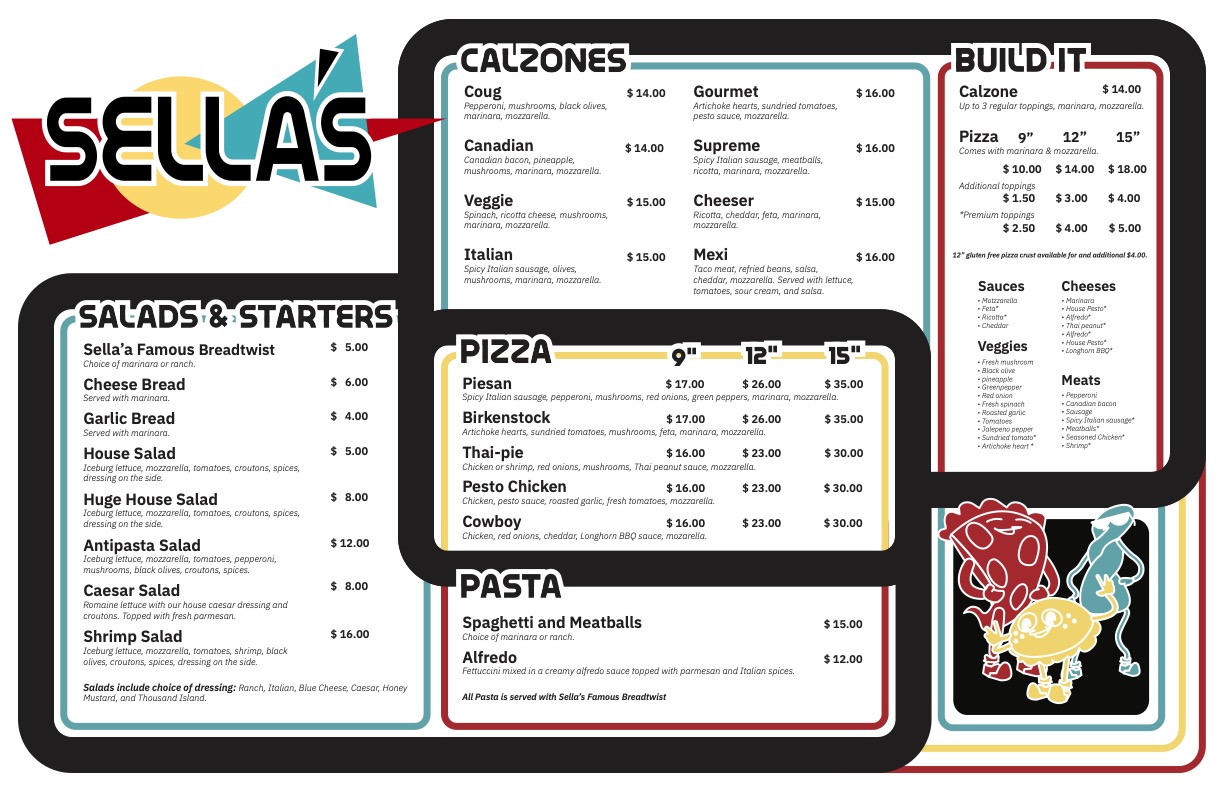 SELLA'S
CALZONES
Coug $ 14.00
Pepperoni, mushrooms, black olives,
marinara, mozzarella.
Canadian $ 14.00
Canadian bacon, pineapple,
mushrooms, marinara, mozzarella.
Veggie $ 15.00
Spinach, ricotta cheese, mushrooms,
marinara, mozzarella.
Italian $ 15.00
Spicy Italian sausage, olives,
mushrooms, marinara, mozzarella.
Gourmet $ 16.00
Artichoke hearts, sundried tomatoes,
pesto sauce, mozzarella.
Supreme $ 16.00
Spicy Italian sausage, meatballs,
ricotta, marinara, mozzarella.
Cheeser $ 15.00
Ricotta, cheddar, feta, marinara,
mozzarella.
Mexi $ 16.00
Taco meat, refried beans, salsa,
cheddar, mozzarella. Served with lettuce,
tomatoes, sour cream, and salsa.
BUILD IT
Calzone $ 14.00
Up to 3 regular toppings, marinara, mozzarella.
Pizza 9” 12” 15”
Comes with marinara & mozzarella.
$ 10.00 $ 14.00 $ 18.00
Additional toppings
$ 1.50 $ 3.00 $ 4.00
*Premium toppings
$ 2.50 $ 4.00 $ 5.00
12” gluten free pizza crust available for and additional $4.00.
Sauces
• Motzzarella
• Feta*
• Ricotta*
• Cheddar
Veggies
• Fresh mushroom
• Black olive
• pineapple
• Greenpepper
• Red onion
• Fresh spinach
• Roasted garlic
• Tomatoes
• Jalepeno pepper
• Sundried tomato*
• Artichoke heart *
Cheeses
• Marinara
• House Pesto*
• Alfredo*
• Thai peanut*
• Alfredo*
• House Pesto*
• Longhorn BBQ*
Meats
• Pepperoni
• Canadian bacon
• Sausage
• Spicy Italian sausage*
• Meatballs*
• Seasoned Chicken*
• Shrimp*
SALADS & STARTERS
Sella’a Famous Breadtwist $ 5.00
Choice of marinara or ranch.
Cheese Bread $ 6.00
Served with marinara.
Garlic Bread $ 4.00
Served with marinara.
House Salad $ 5.00
Iceburg lettuce, mozzarella, tomatoes, croutons, spices,
dressing on the side.
Huge House Salad $ 8.00
Iceburg lettuce, mozzarella, tomatoes, croutons, spices,
dressing on the side.
Antipasta Salad $ 12.00
Iceburg lettuce, mozzarella, tomatoes, pepperoni,
mushrooms, black olives, croutons, spices.
Caesar Salad $ 8.00
Romaine lettuce with our house caesar dressing and
croutons. Topped with fresh parmesan.
Shrimp Salad $ 16.00
Iceburg lettuce, mozzarella, tomatoes, shrimp, black
olives, croutons, spices, dressing on the side.
Salads include choice of dressing: Ranch, Italian, Blue Cheese, Caesar, Honey
Mustard, and Thousand Island.
PIZZA 9" 12" 15"
Piesan $ 17.00 $ 26.00 $ 35.00
Spicy Italian sausage, pepperoni, mushrooms, red onions, green peppers, marinara, mozzarella.
Birkenstock $ 17.00 $ 26.00 $ 35.00
Artichoke hearts, sundried tomatoes, mushrooms, feta, marinara, mozzarella.
Thai-pie $ 16.00 $ 23.00 $ 30.00
Chicken or shrimp, red onions, mushrooms, Thai peanut sauce, mozzarella.
Pesto Chicken $ 16.00 $ 23.00 $ 30.00
Chicken, pesto sauce, roasted garlic, fresh tomatoes, mozzarella.
Cowboy $ 16.00 $ 23.00 $ 30.00
Chicken, red onions, cheddar, Longhorn BBQ sauce, mozarella.
PASTA
Spaghetti and Meatballs $ 15.00
Choice of marinara or ranch.
Alfredo $ 12.00
Fettuccini mixed in a creamy alfredo sauce topped with parmesan and Italian spices.
All Pasta is served with Sella’s Famous Breadtwist